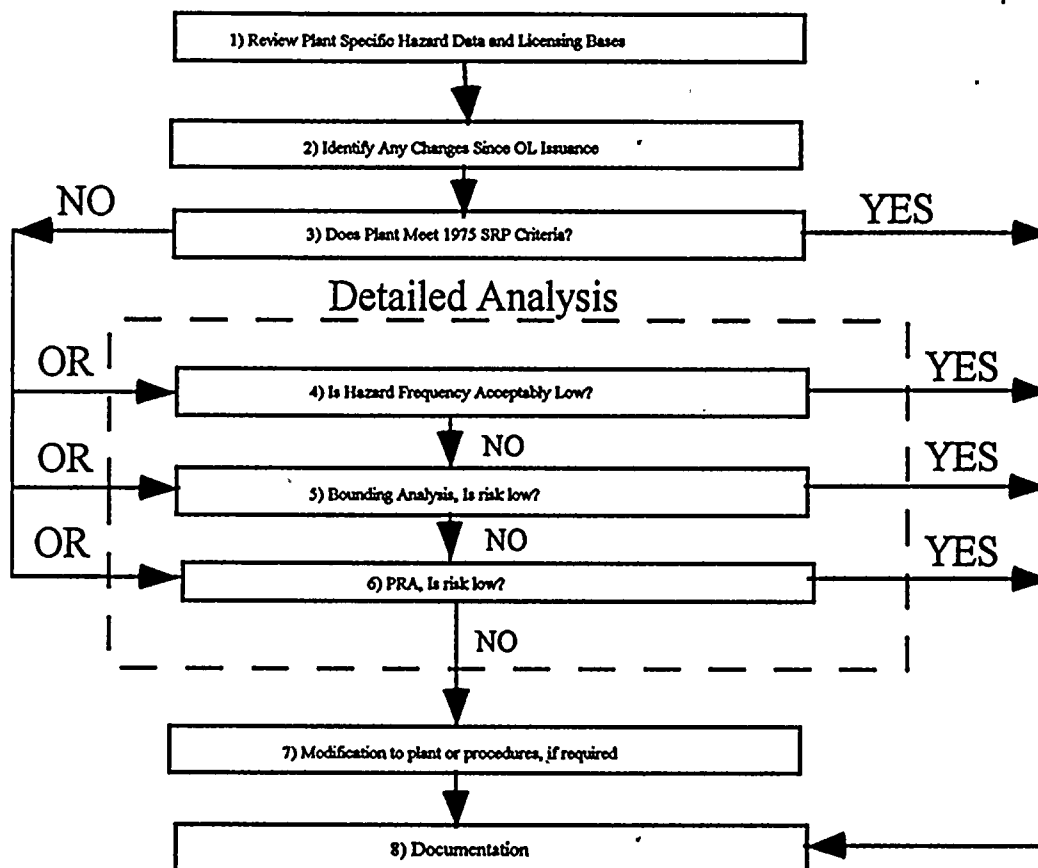 1) Review Plant Specific Hazard Data and Licensing Bases
2) Identify Any Changes Since OL Issuance
NO
YES
3) Does Plant Meet 1975 SRP Criteria?
Detailed Analysis
OR
YES
4) Is Hazard Frequency Acceptably Low?
NO
OR
YES
5) Bounding Analysis, Is risk low?
NO
OR
YES
6) PRA, Is risk low?
NO
7) Modification to plant or procedures, if required
8) Documentation